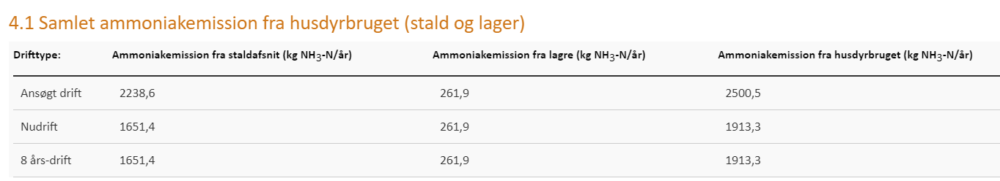 4.1 Samlet ammoniakemission fra husdyrbruget (stald og lager)
Drifttype: Ammoniakemission fra staldafsnit (kg NH3-N/år) Ammoniakemission fra lagre (kg NH3-N/år) Ammoniakemission fra husdyrbruget (kg NH3-N/år)
Ansøgt drift 2238,6 261,9 2500,5
Nudrift 1651,4 261,9 1913,3
8 års-drift 1651,4 261,9 1913,3